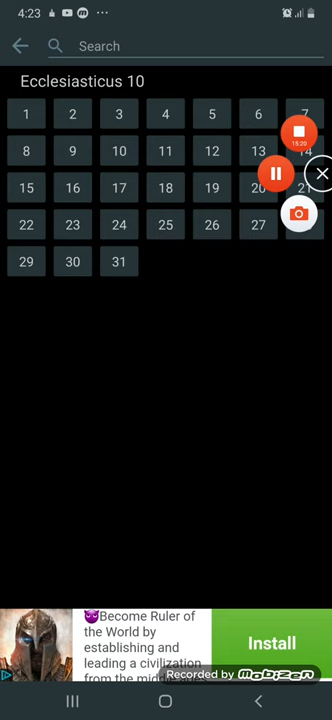 4:23
Search
Ecclesiasticus 10
1 2 3 4 5 6 7
8 9 10 11 12 13 14
15 16 17 18 19 20 21
22 23 24 25 26 27
29 30 31
15:20
😈Become Ruler of
the World by
establishing and
leading a civilization
from the
Install
Recorded by MOBIZEN